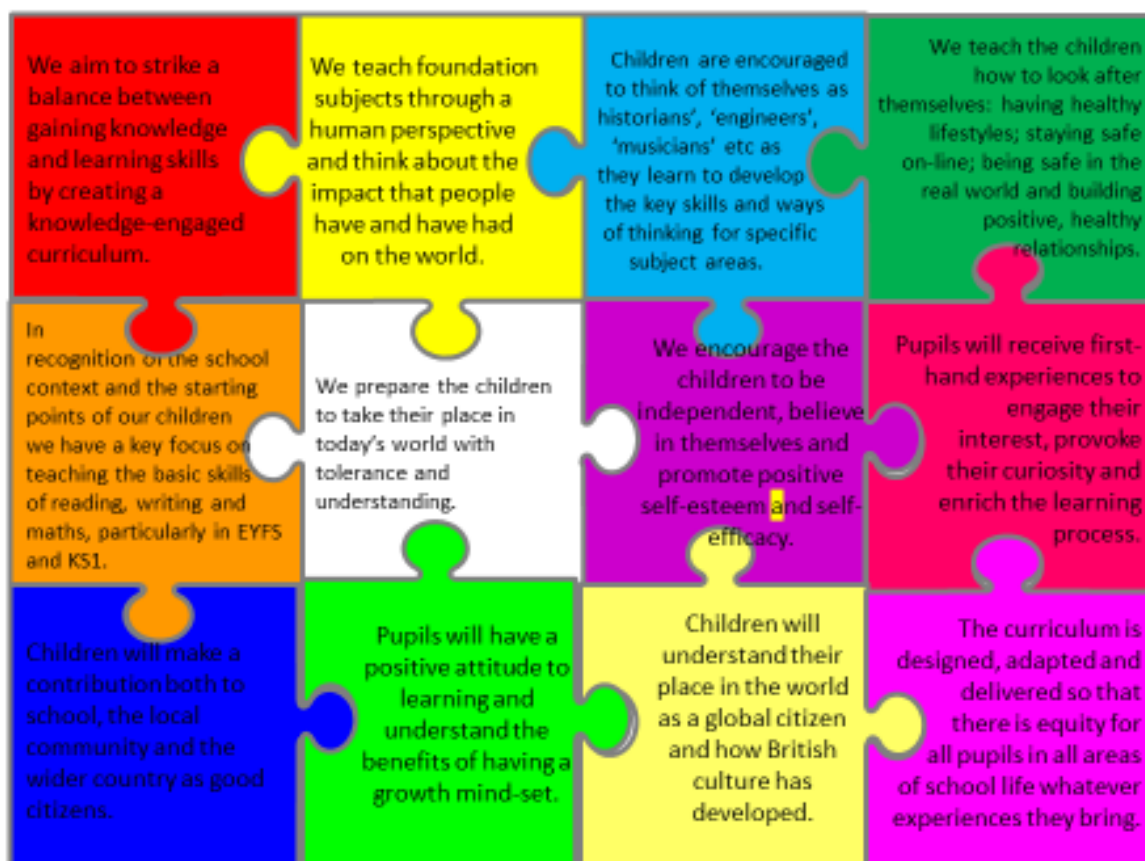 We aim to strike a
balance between
gaining knowledge
and learning skills
by creating a
knowledge-engaged
curriculum.
We teach foundation
subjects through a
human perspective
and think about the
impact that people
have and have had
on the world.
Children are encouraged
to think of themselves as
historians’, ‘engineers’,
‘musicians’ etc as
they learn to develop
the key skills and ways
of thinking for specific
subject areas.
We teach the children
how to look after
themselves: having healthy
lifestyles; staying safe
on-line; being safe in the
real world and building
positive, healthy
relationships.
In
recognition of the school
context and the starting
points of our children
we have a key focus on
teaching the basic skills
of reading, writing and
maths, particularly in EYFS
and KS1.
We prepare the children
to take their place in
today’s world with
tolerance and
understanding.
We encourage the
children to be
independent, believe
in themselves and
promote positive
self-esteem and self-
efficacy.
Pupils will receive first-
hand experiences to
engage their
interest, provoke
their curiosity and
enrich the learning
process.
Children will make a
contribution both to
school, the local
community and the
wider country as good
citizens.
Pupils will have a
positive attitude to
learning and
understand the
benefits of having a
growth mind-set.
Children will
understand their
place in the world
as a global citizen
and how British
culture has
developed.
The curriculum is
designed, adapted and
delivered so that
there is equity for
all pupils in all areas
of school life whatever
experiences they bring.